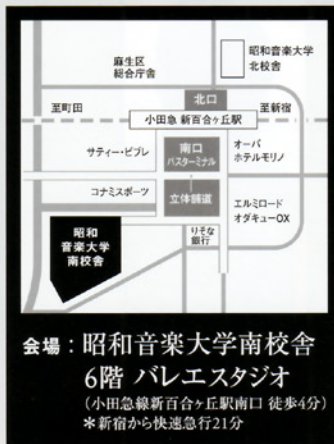 昭和音楽大学
北校舎
麻生区
総合庁舎
北口
至町田
至新宿
小田急 新百合ヶ丘駅
南口
バスターミナル
サティー・ビブレ
オーパ
ホテルモリノ
コナミスポーツ
立体舗道
エルミロード
オダキューOX
昭和
音楽大学
南校舎
りそな
銀行
会場：昭和音楽大学南校舎
6階 バレエスタジオ
（小田急線新百合ヶ丘駅南口 徒歩4分）
＊新宿から快速急行21分